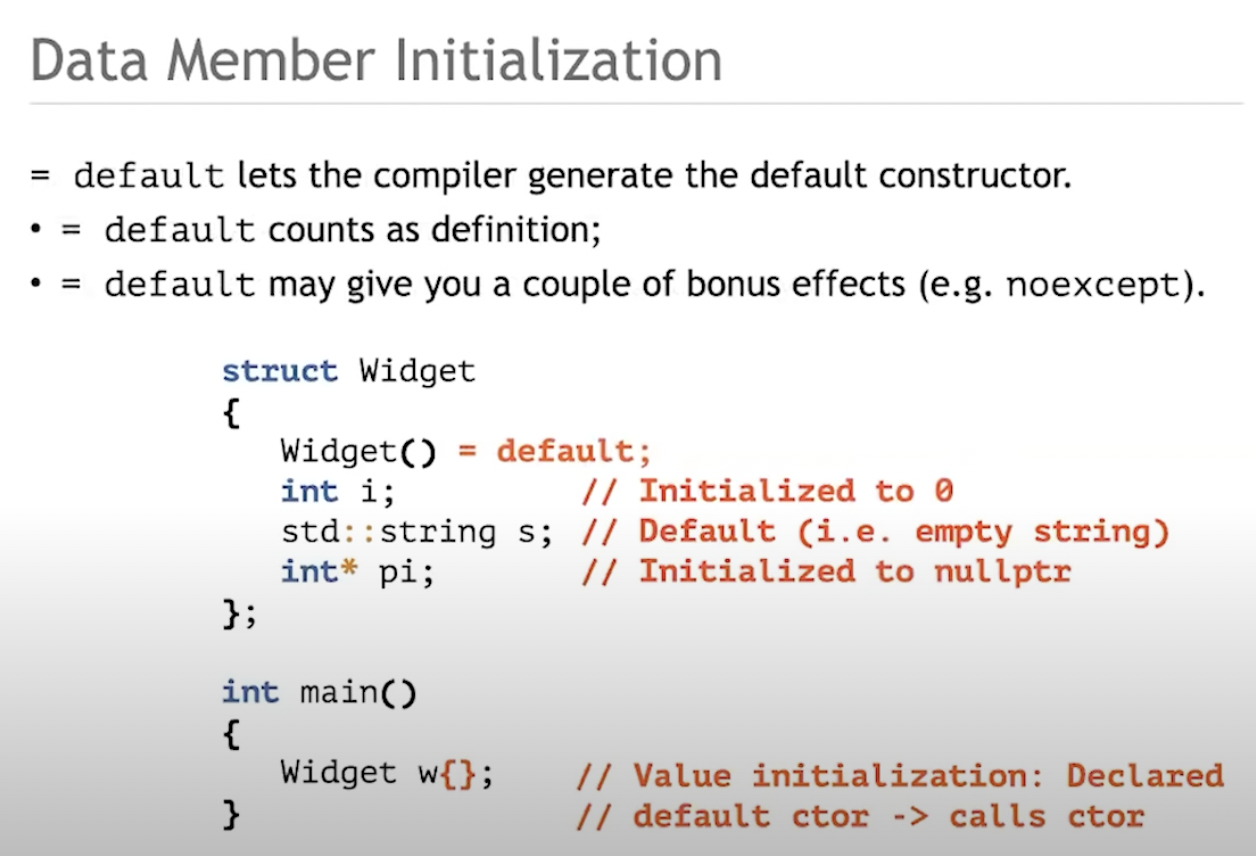 Data Member Initialization
= default lets the compiler generate the default constructor.
• = default counts as definition;
• = default may give you a couple of bonus effects (e.g. noexcept).
struct Widget
{
   Widget() = default;
   int i;         // Initialized to 0
   std::string s; // Default (i.e. empty string)
   int* pi;       // Initialized to nullptr
};
int main()
{
   Widget w{};    // Value initialization: Declared
}                 // default ctor -> calls ctor